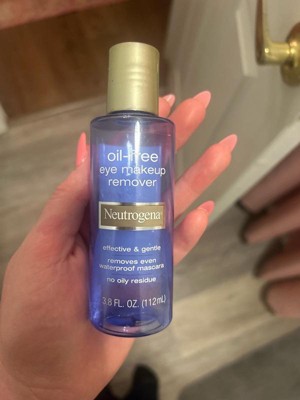 oil-free
eye makeup
remover
Neutrogena
effective & gentle
removes even
waterproof mascara
no oily residue
3.8 FL. OZ. (112mL)